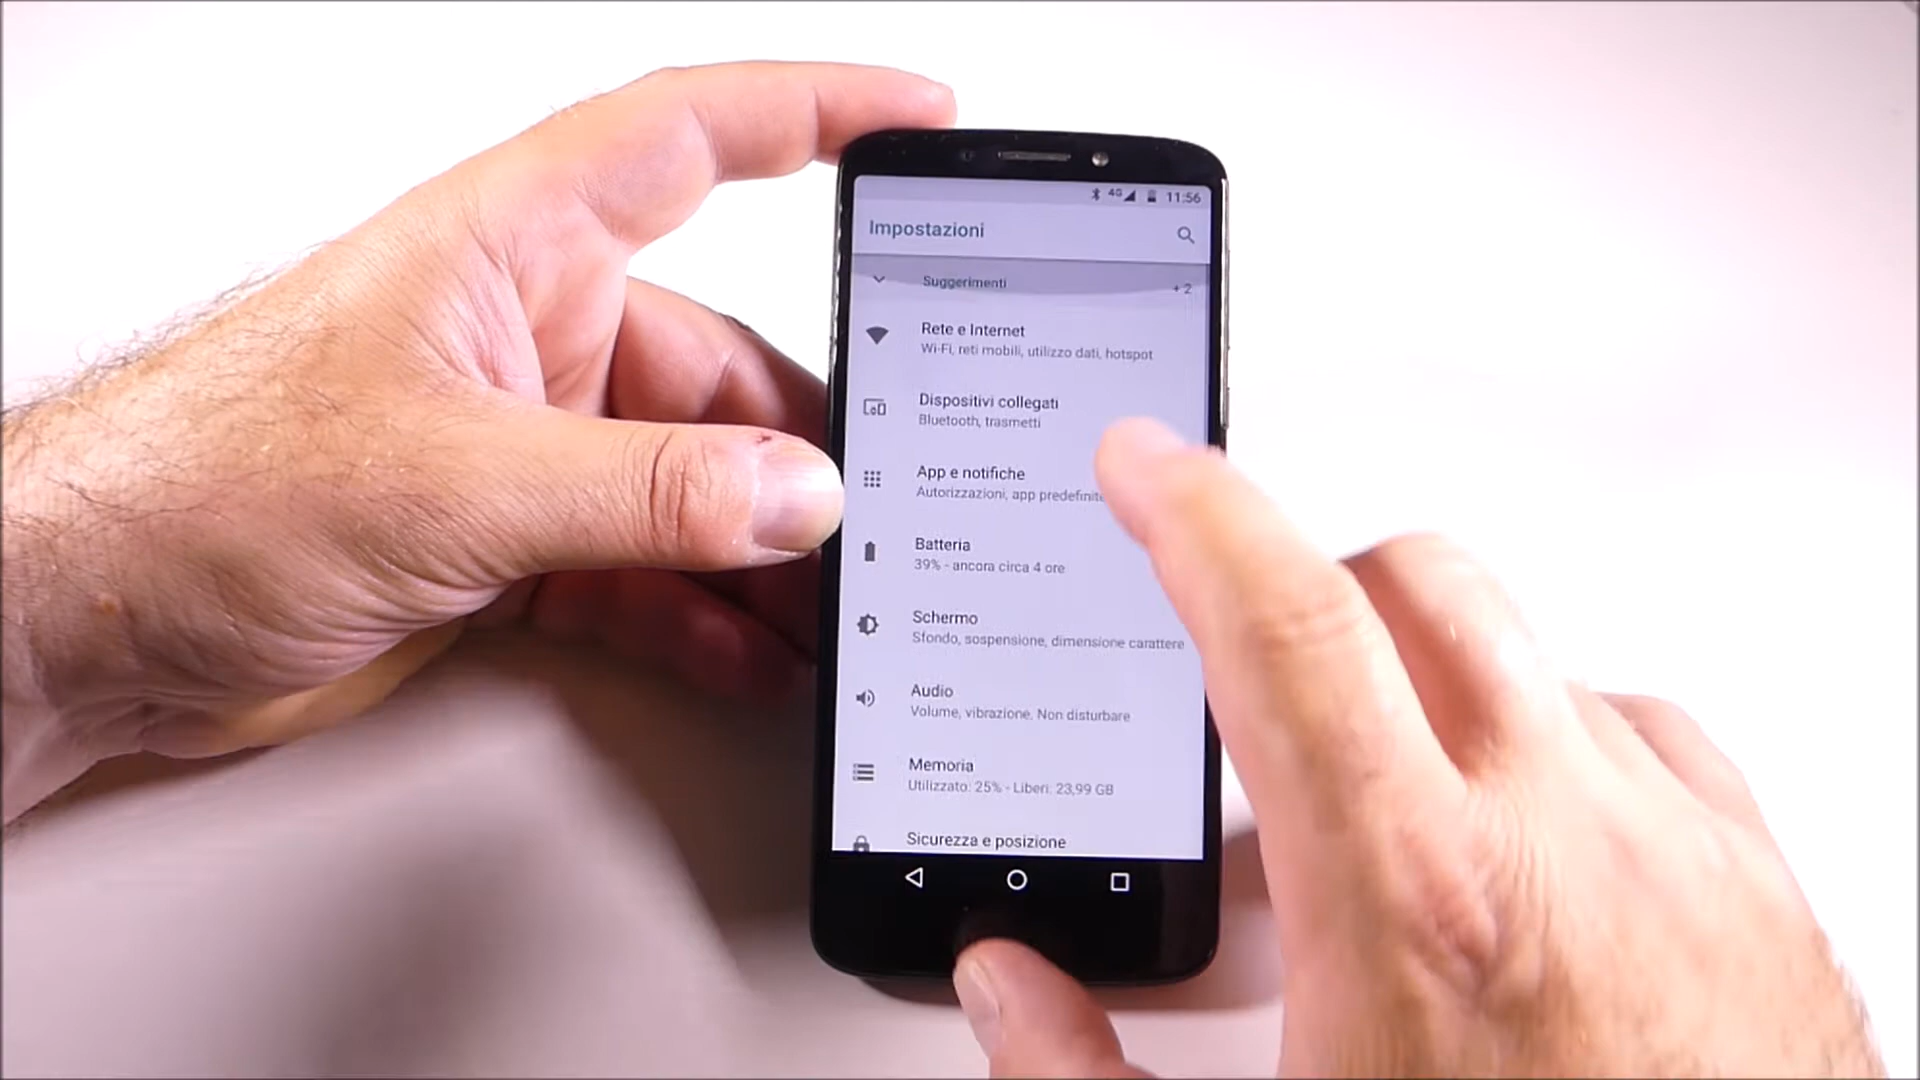 4G 11:56
Impostazioni
Suggerimenti + 2
Rete e Internet
Wi-Fi, reti mobili, utilizzo dati, hotspot
Dispositivi collegati
Bluetooth, trasmetti
App e notifiche
Autorizzazioni, app predefinite
Batteria
39% - ancora circa 4 ore
Schermo
Sfondo, sospensione, dimensione carattere
Audio
Volume, vibrazione, Non disturbare
Memoria
Utilizzato: 25% - Liberi: 23,99 GB
Sicurezza e posizione